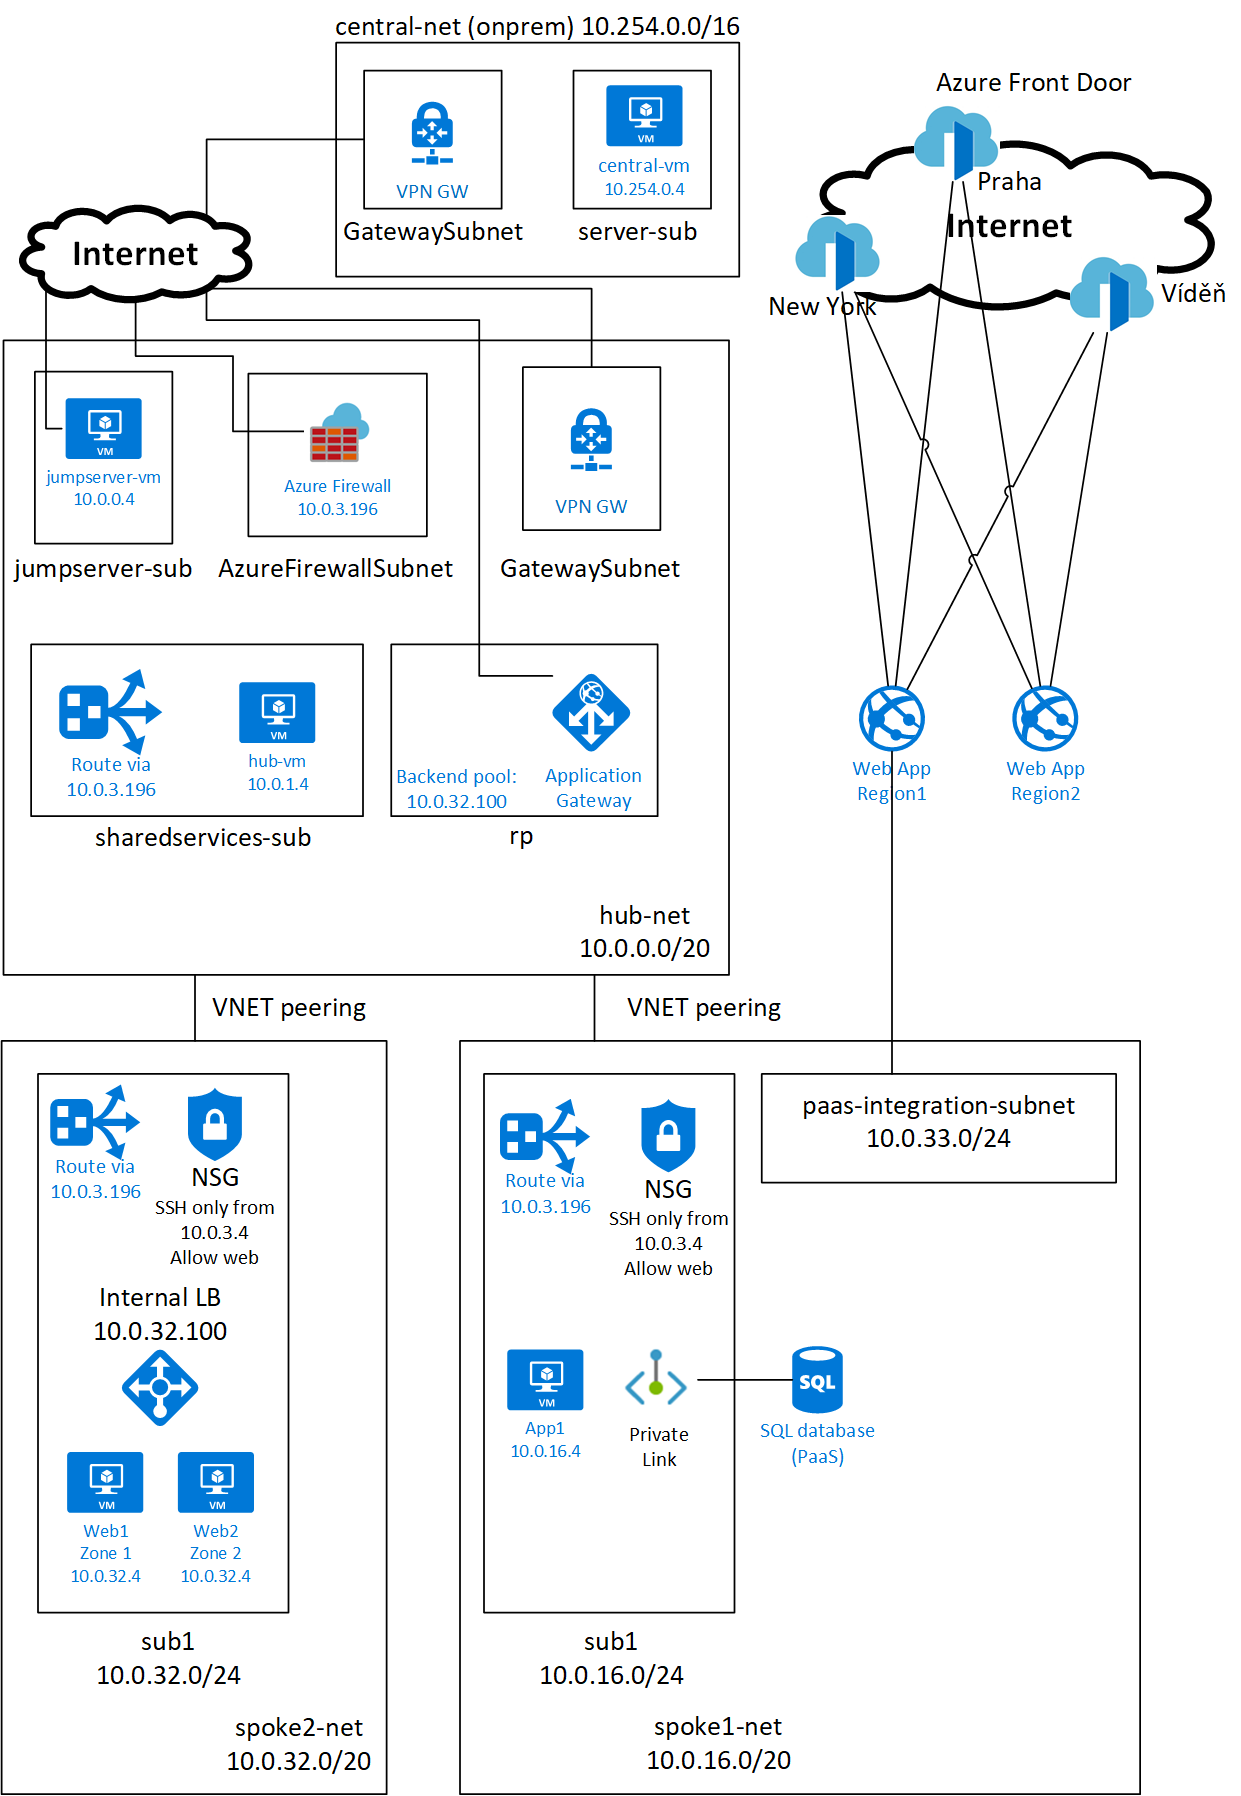 central-net (onprem) 10.254.0.0/16
VM
central-vm
10.254.0.4
VPN GW
GatewaySubnet
server-sub
Internet
Azure Front Door
Praha
Internet
New York
Víděň
VM
jumpserver-vm
10.0.0.4
jumpserver-sub
Azure Firewall
10.0.3.196
AzureFirewallSubnet
VPN GW
GatewaySubnet
Route via
10.0.3.196
VM
hub-vm
10.0.1.4
sharedservices-sub
Backend pool:
10.0.32.100
Application
Gateway
rp
hub-net
10.0.0.0/20
Web App
Region1
Web App
Region2
VNET peering
VNET peering
Route via
10.0.3.196
NSG
SSH only from
10.0.3.4
Allow web
Internal LB
10.0.32.100
VM
Web1
Zone 1
10.0.32.4
VM
Web2
Zone 2
10.0.32.4
sub1
10.0.32.0/24
spoke2-net
10.0.32.0/20
Route via
10.0.3.196
NSG
SSH only from
10.0.3.4
Allow web
paas-integration-subnet
10.0.33.0/24
VM
App1
10.0.16.4
Private
Link
SQL
SQL database
(PaaS)
sub1
10.0.16.0/24
spoke1-net
10.0.16.0/20